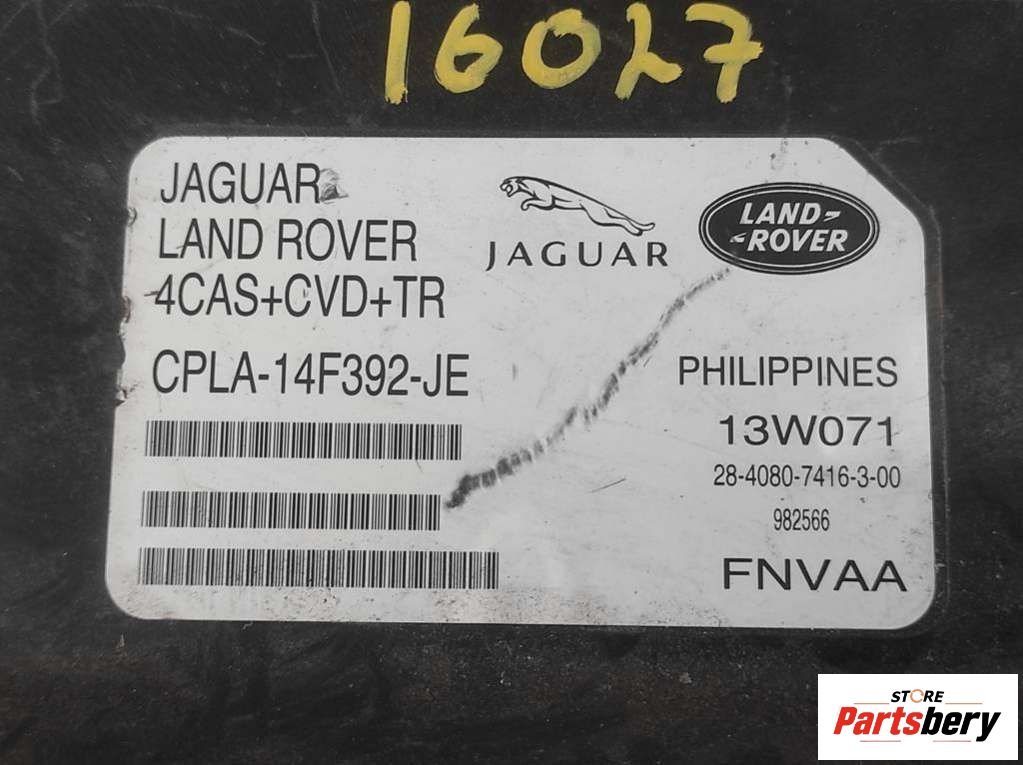 16027
JAGUAR
LAND ROVER
4CAS+CVD+TR
CPLA-14F392-JE
JAGUAR
LAND-
-ROVER
PHILIPPINES
13W071
28-4080-7416-3-00
982566
FNVAA
STORE
Partsbery